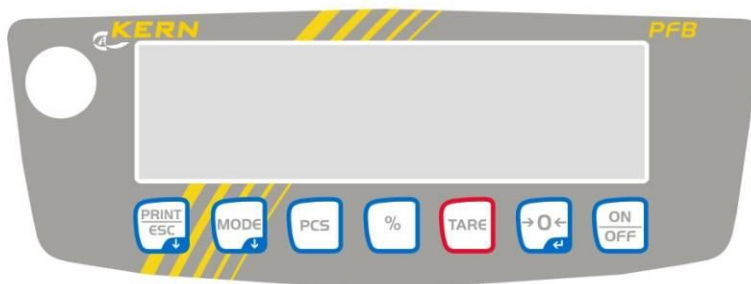 KERN
PFB
PRINT
ESC
MODE
PCS
%
TARE
→0←
ON
OFF